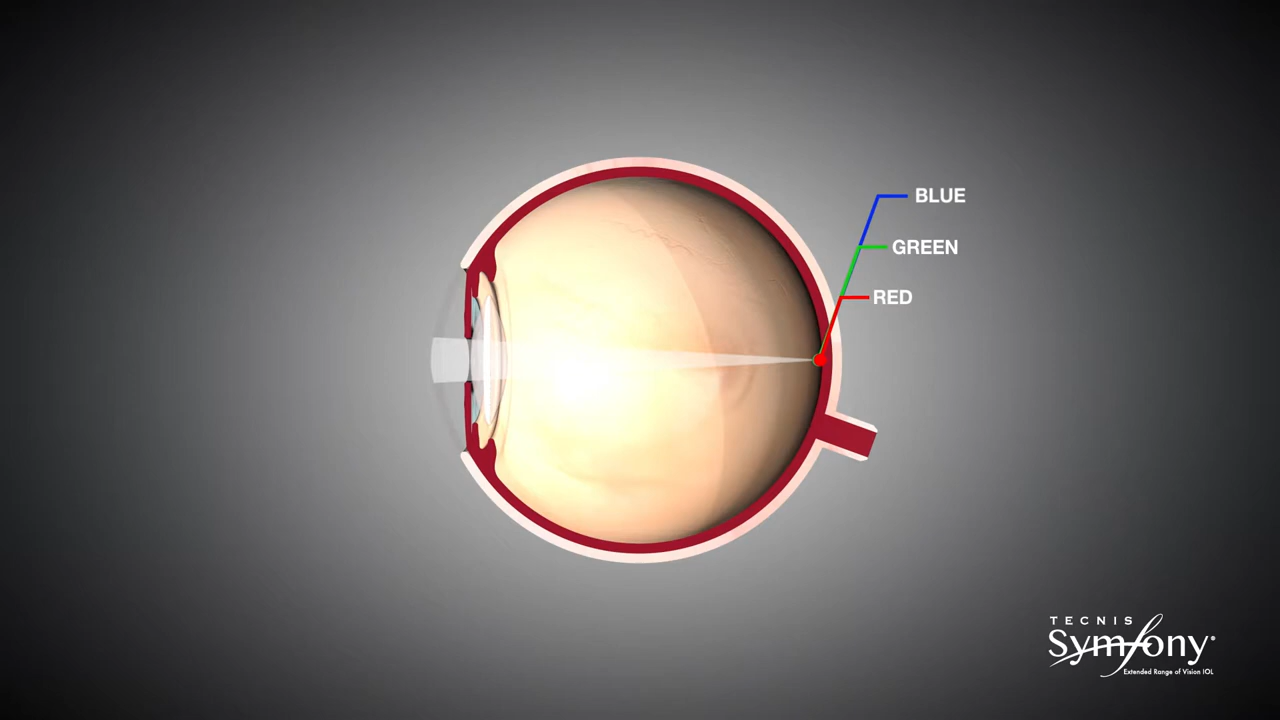 BLUE
GREEN
RED
TECNIS
Symfony®
Extended Range of Vision IOL